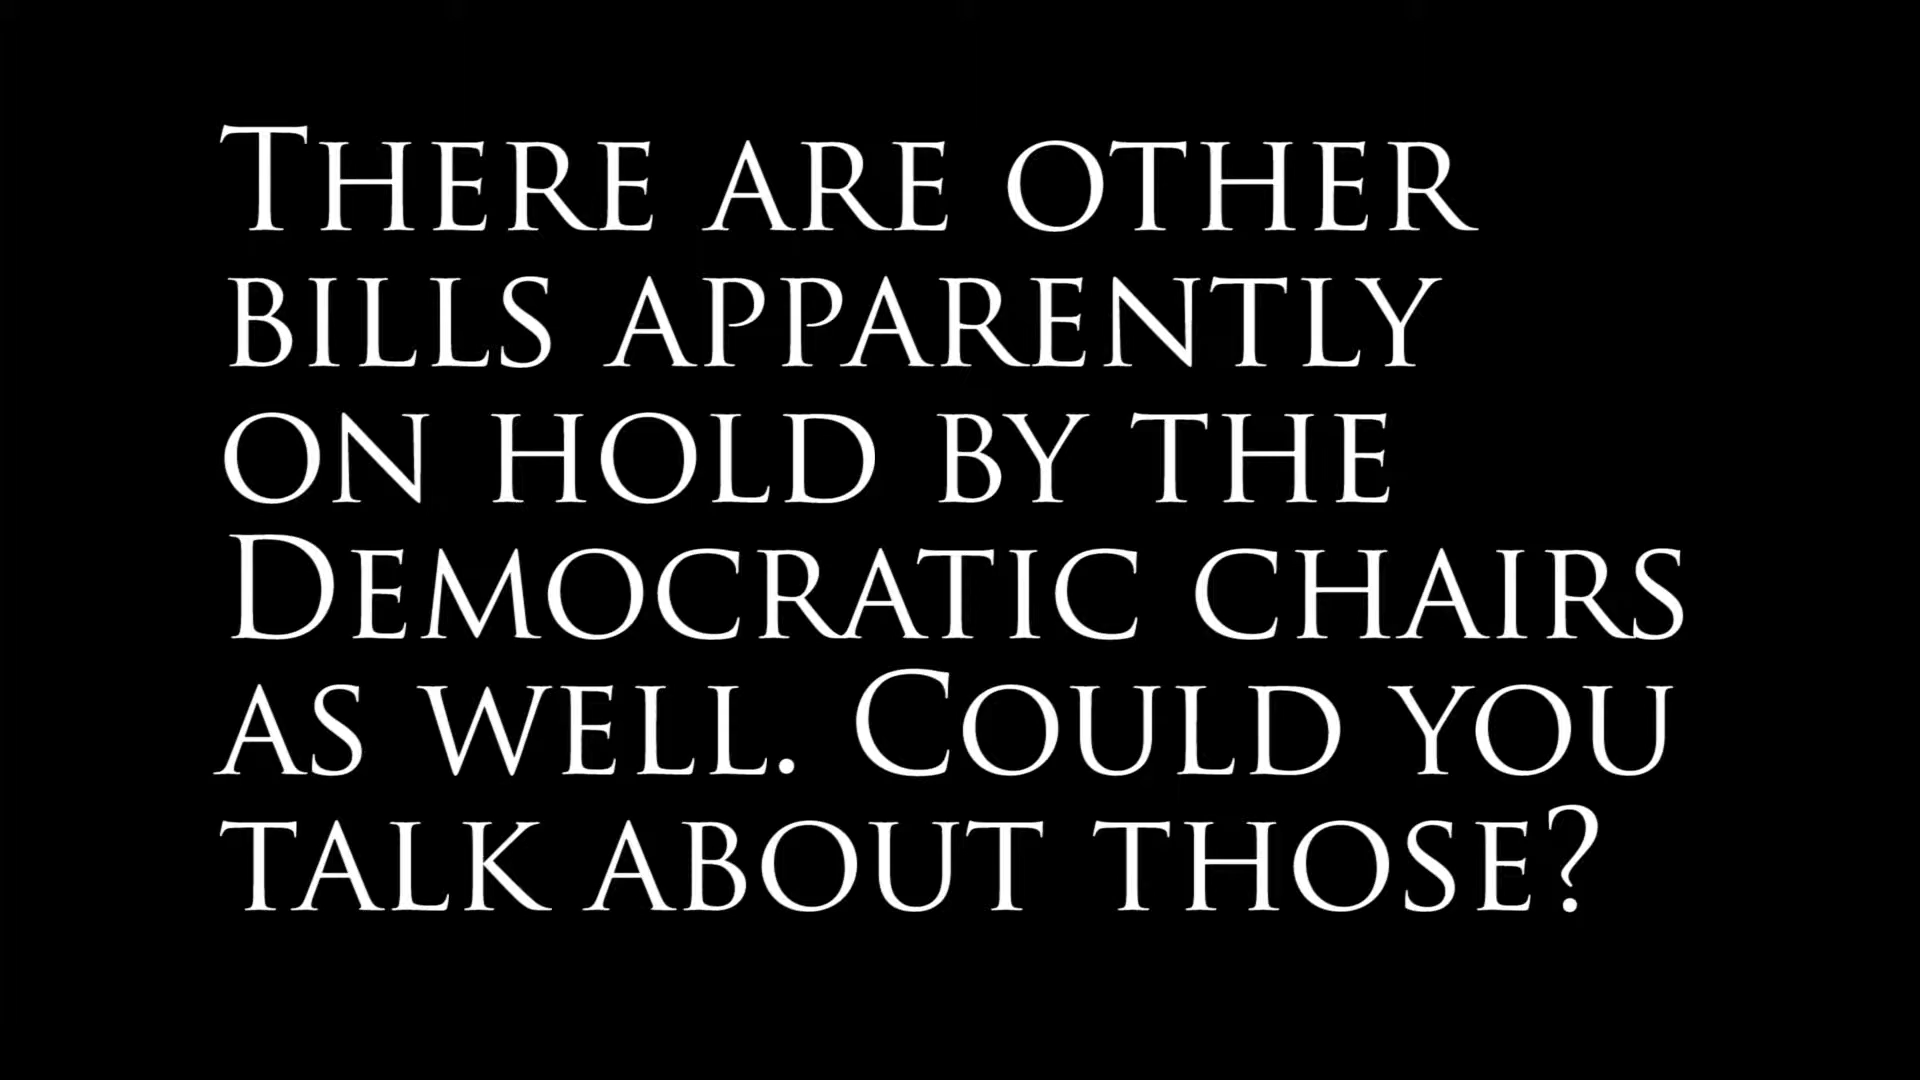 There are other
bills apparently
on hold by the
Democratic chairs
as well. Could you
talk about those?